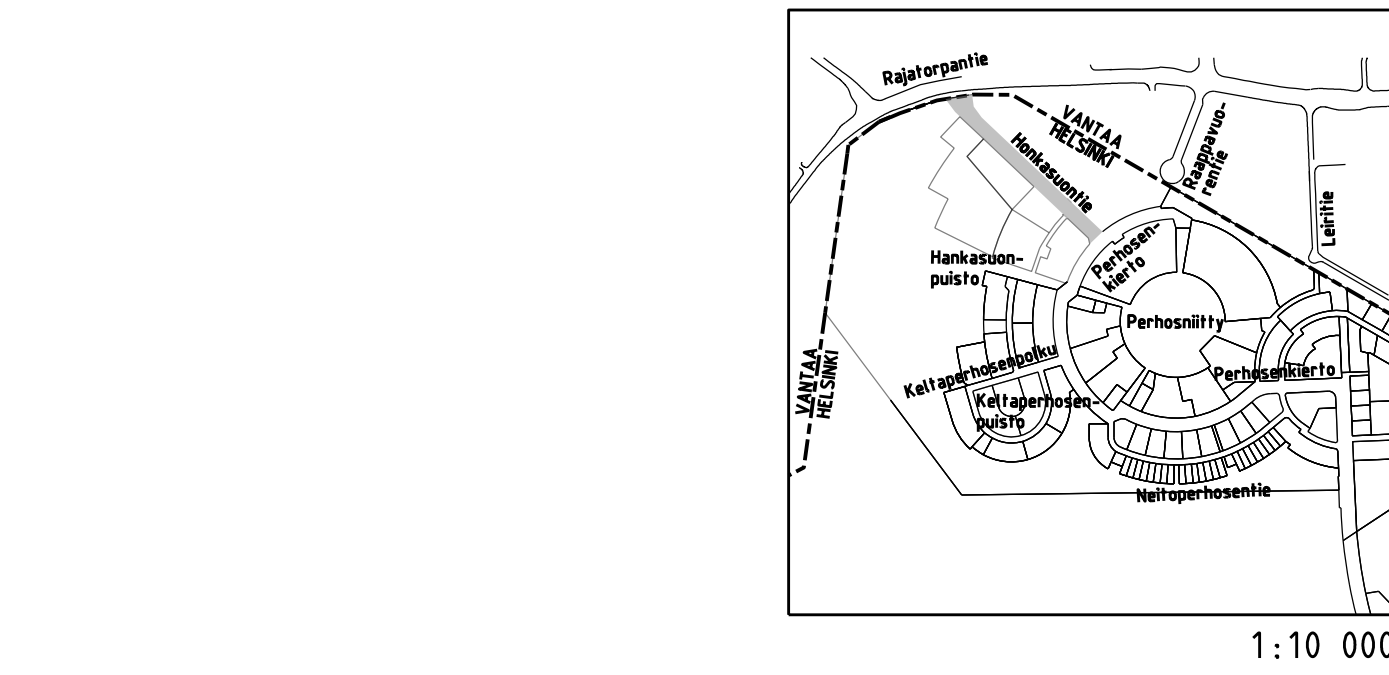 Rajatorpantie
VANTAA
HELSINKI
Raappavuo-
rentie
Honkasuontie
Leiritie
Perhosen-
kierto
Hankasuon-
puisto
Perhosniitty
VANTAA
HELSINKI
Keltaperhosenpolku
Perhosenkierto
Keltaperhosen-
puisto
Neitoperhosentie
1:10 000